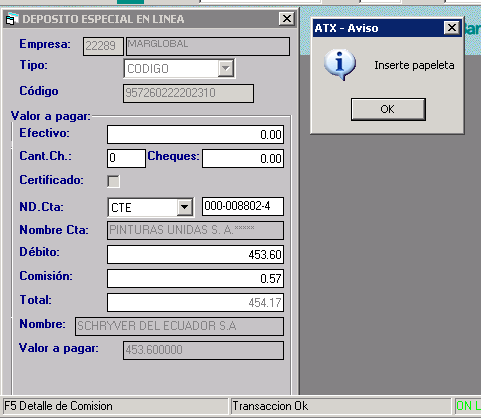 DEPOSITO ESPECIAL EN LINEA
Empresa: 22289 MARGLOBAL
Tipo: CODIGO
Código 957260222202310
Valor a pagar:
Efectivo: 0.00
Cant.Ch.: 0 Cheques: 0.00
Certificado:
ND.Cta: CTE 000-008802-4
Nombre Cta: PINTURAS UNIDAS S. A.*****
Débito: 453.60
Comisión: 0.57
Total: 454.17
Nombre: SCHRYVER DEL ECUADOR S.A
Valor a pagar: 453.600000
F5 Detalle de Comision
Transaccion Ok
ON L
ATX - Aviso
Inserte papeleta
OK